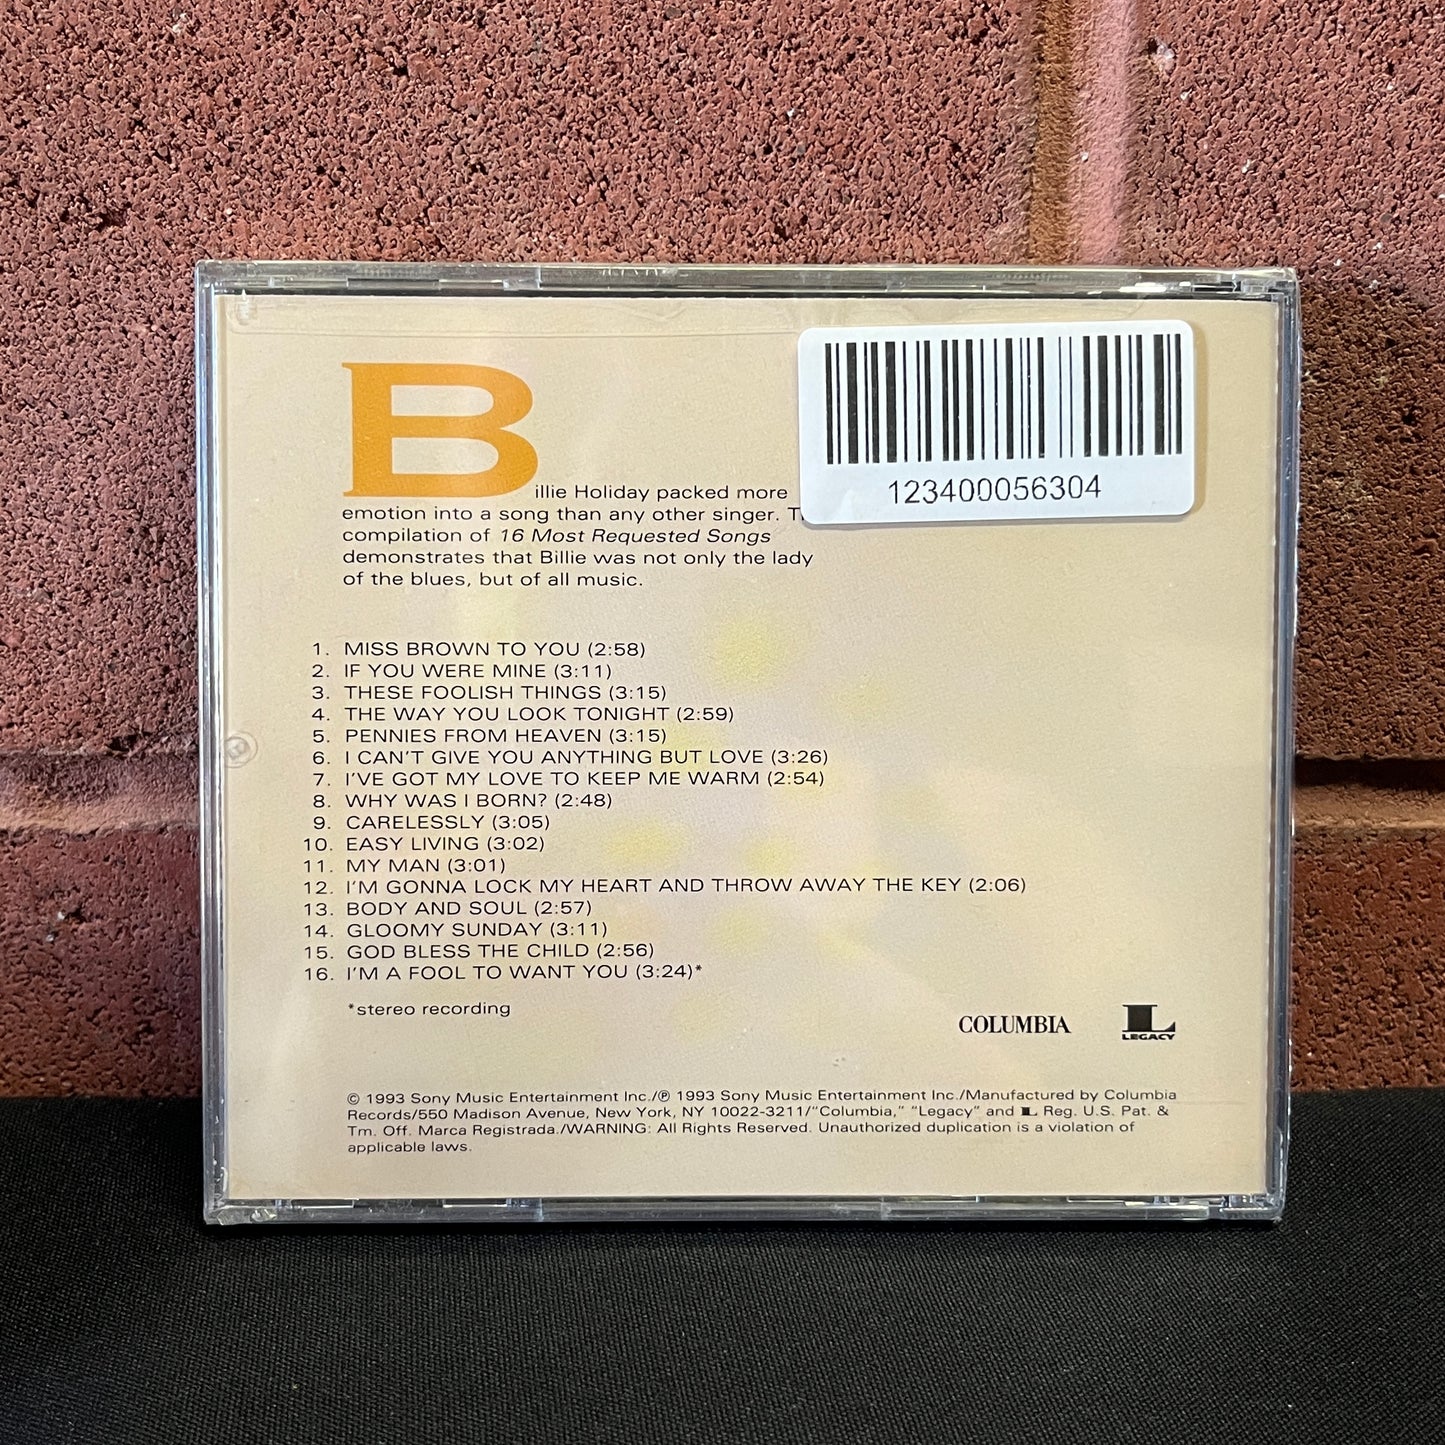 123400056304
Billie Holiday packed more
emotion into a song than any other singer.
compilation of 16 Most Requested Songs
demonstrates that Billie was not only the lady
of the blues, but of all music.
1. MISS BROWN TO YOU (2:58)
2. IF YOU WERE MINE (3:11)
3. THESE FOOLISH THINGS (3:15)
4. THE WAY YOU LOOK TONIGHT (2:59)
5. PENNIES FROM HEAVEN (3:15)
6. I CAN'T GIVE YOU ANYTHING BUT LOVE (3:26)
7. I'VE GOT MY LOVE TO KEEP ME WARM (2:54)
8. WHY WAS I BORN? (2:48)
9. CARELESSLY (3:05)
10. EASY LIVING (3:02)
11. MY MAN (3:01)
12. I'M GONNA LOCK MY HEART AND THROW AWAY THE KEY (2:06)
13. BODY AND SOUL (2:57)
14. GLOOMY SUNDAY (3:11)
15. GOD BLESS THE CHILD (2:56)
16. I'M A FOOL TO WANT YOU (3:24)*
*stereo recording
COLUMBIA
L
LEGACY
© 1993 Sony Music Entertainment Inc./℗ 1993 Sony Music Entertainment Inc./Manufactured by Columbia
Records/550 Madison Avenue, New York, NY 10022-3211/"Columbia," "Legacy" and L Reg. U.S. Pat. &
Tm. Off. Marca Registrada./WARNING: All Rights Reserved. Unauthorized duplication is a violation of
applicable laws.